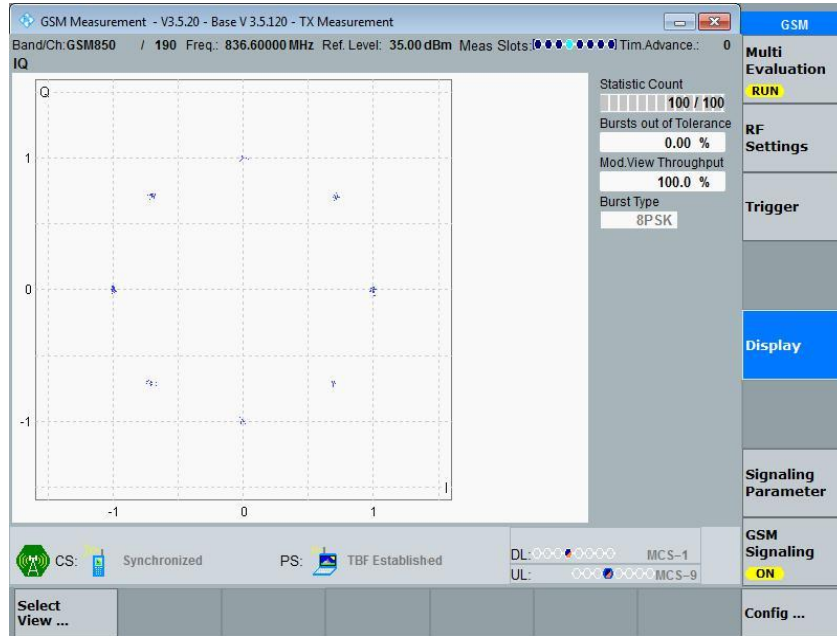 GSM Measurement - V3.5.20 - Base V 3.5.120 - TX Measurement
GSM
Band/Ch: GSM850 / 190 Freq.: 836.60000 MHz Ref. Level: 35.00 dBm Meas Slots: Tim.Advance.: 0
IQ
Multi
Evaluation
RUN
Q
1
0
-1
-1 0 1
I
Statistic Count
100 / 100
Bursts out of Tolerance
0.00 %
Mod.View Throughput
100.0 %
Burst Type
8PSK
RF
Settings
Trigger
Display
Signaling
Parameter
GSM
Signaling
ON
CS: Synchronized PS: TBF Established DL: MCS-1
UL: MCS-9
Select
View ...
Config ...